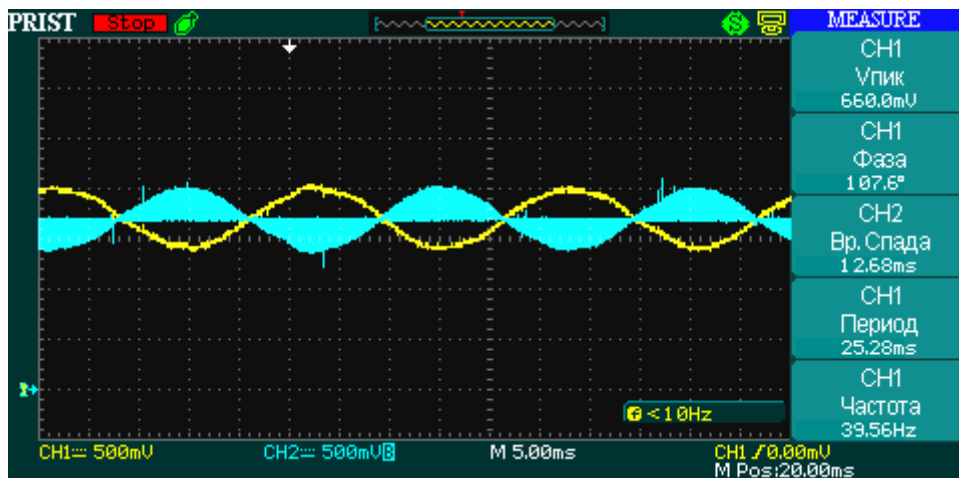 PRIST Stop MEASURE
CH1
Vпик
660.0mV
CH1
Фаза
107.6°
CH2
Вр.Спада
12.68ms
CH1
Период
25.28ms
CH1
Частота
39.56Hz
<10Hz
CH1 500mV CH2 500mV M 5.00ms CH1 0.00mV
M Pos:20.00ms